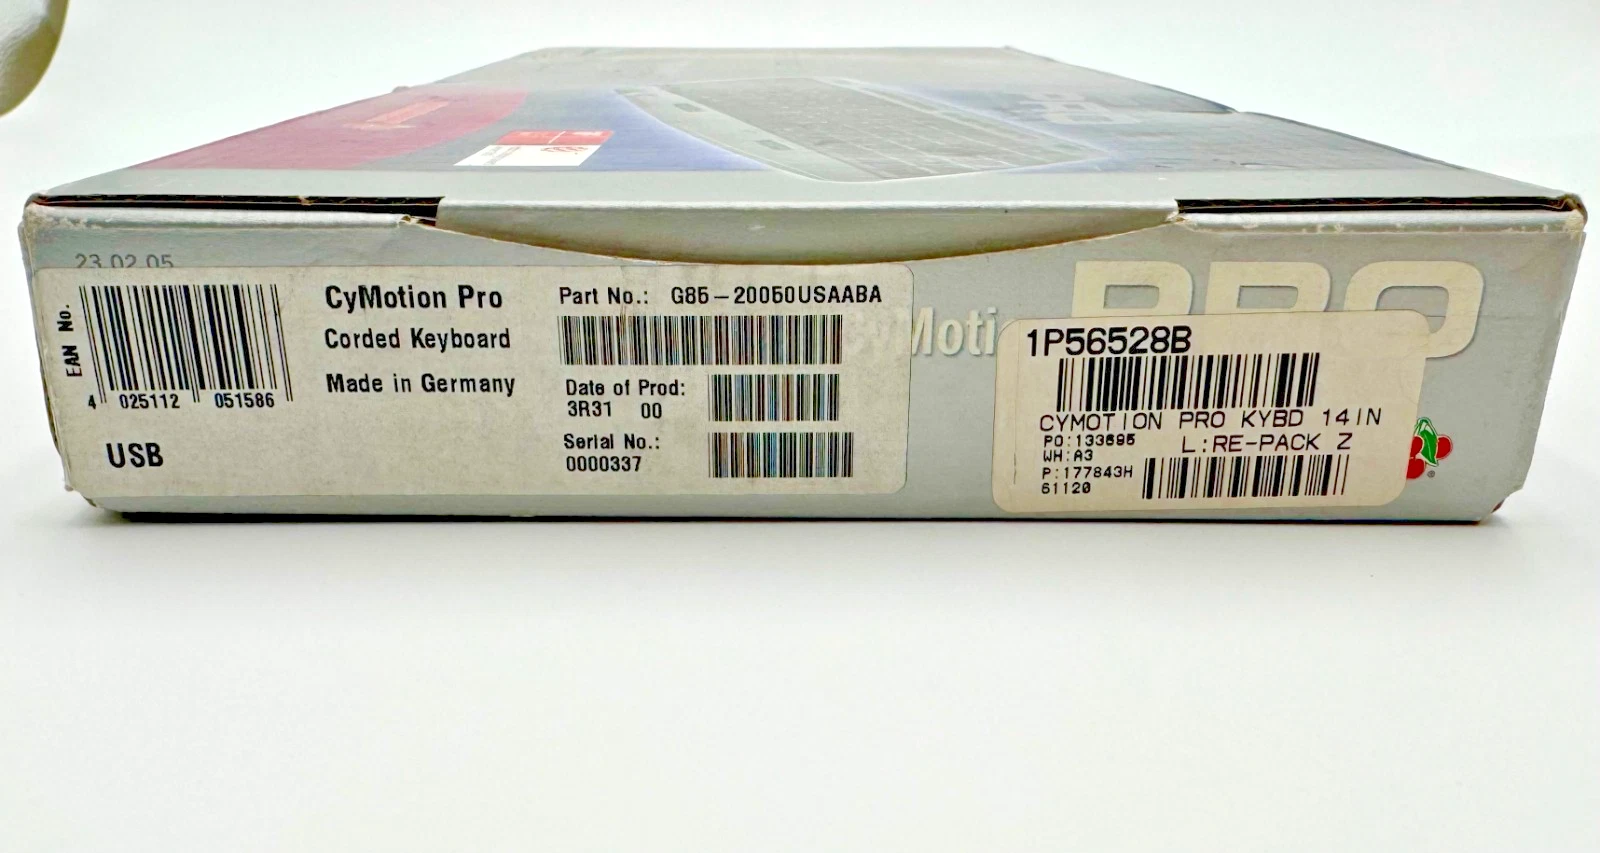 23.02.05
EAN No.
4 025112 051586
USB
CyMotion Pro
Corded Keyboard
Made in Germany
Part No.: G85-20050USAABA
Date of Prod:
3R31 00
Serial No.:
0000337
CyMoti
PRO
1P56528B
CYMOTION PRO KYBD 14IN
PO:133695
L:RE-PACK Z
WH:A3
P:177843H
61120
®